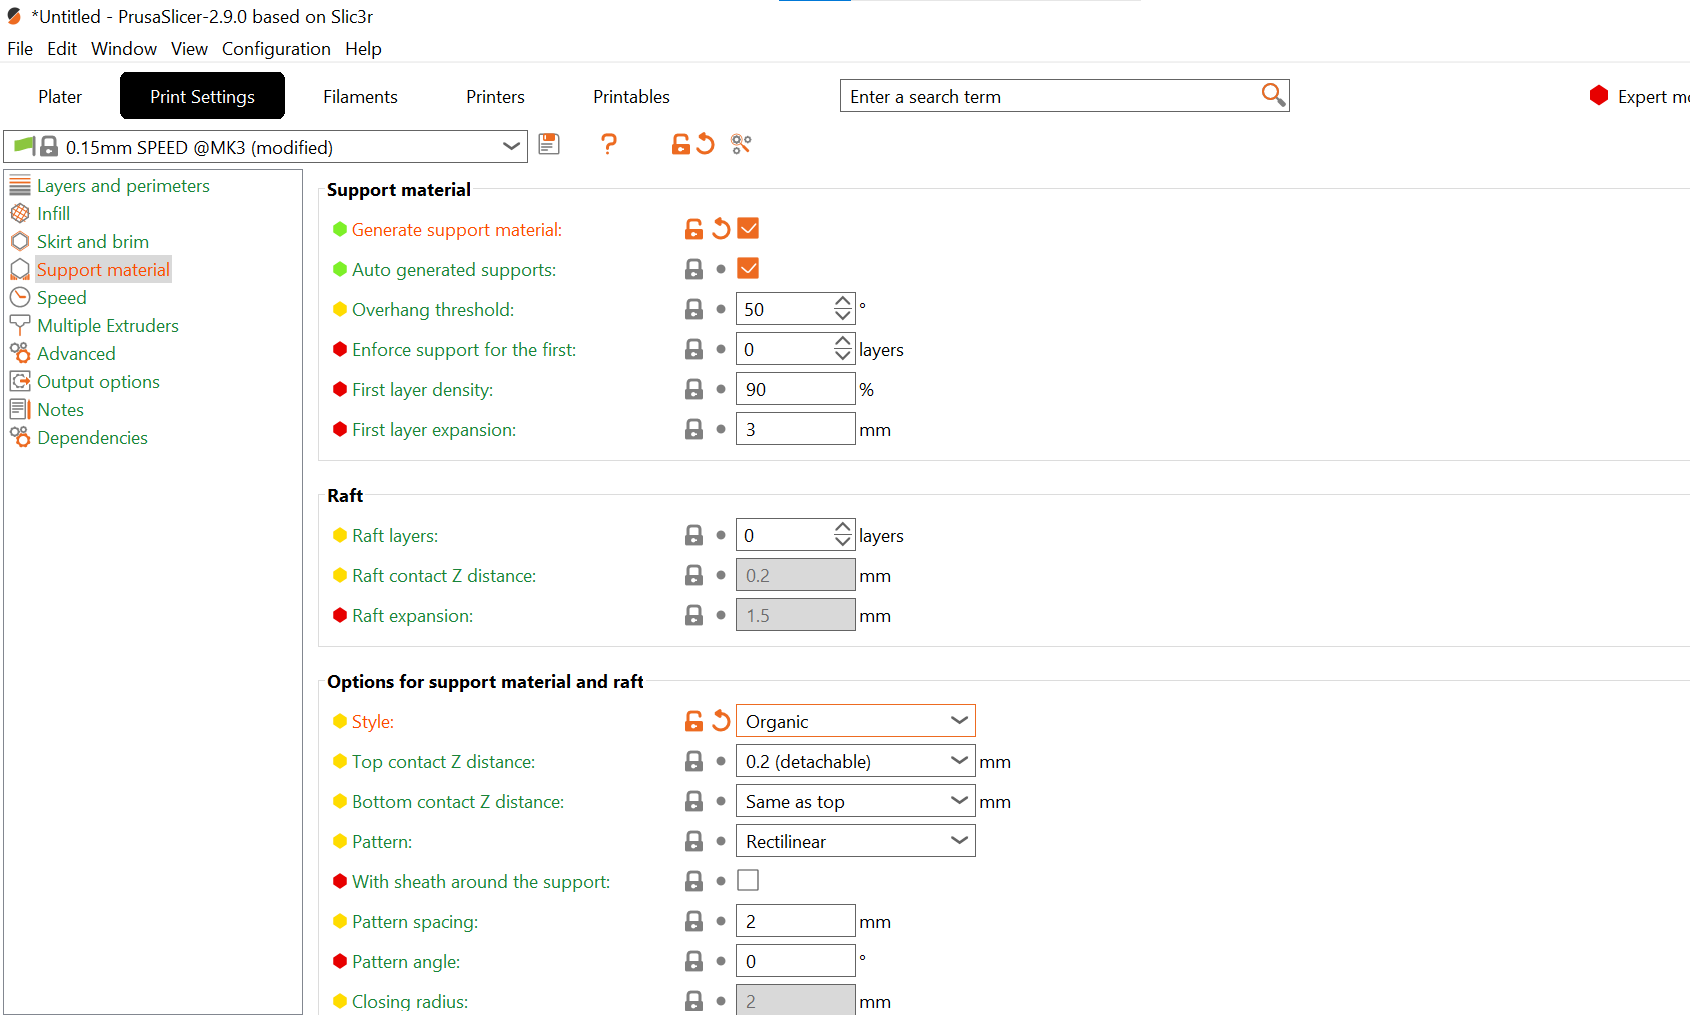 *Untitled - PrusaSlicer-2.9.0 based on Slic3r
File Edit Window View Configuration Help
Plater Print Settings Filaments Printers Printables Enter a search term Expert
0.15mm SPEED @MK3 (modified) ?
Layers and perimeters
Infill
Skirt and brim
Support material
Speed
Multiple Extruders
Advanced
Output options
Notes
Dependencies
Support material
Generate support material:
Auto generated supports:
Overhang threshold: 50 °
Enforce support for the first: 0 layers
First layer density: 90 %
First layer expansion: 3 mm
Raft
Raft layers: 0 layers
Raft contact Z distance: 0.2 mm
Raft expansion: 1.5 mm
Options for support material and raft
Style: Organic
Top contact Z distance: 0.2 (detachable) mm
Bottom contact Z distance: Same as top mm
Pattern: Rectilinear
With sheath around the support:
Pattern spacing: 2 mm
Pattern angle: 0 °
Closing radius: 2 mm